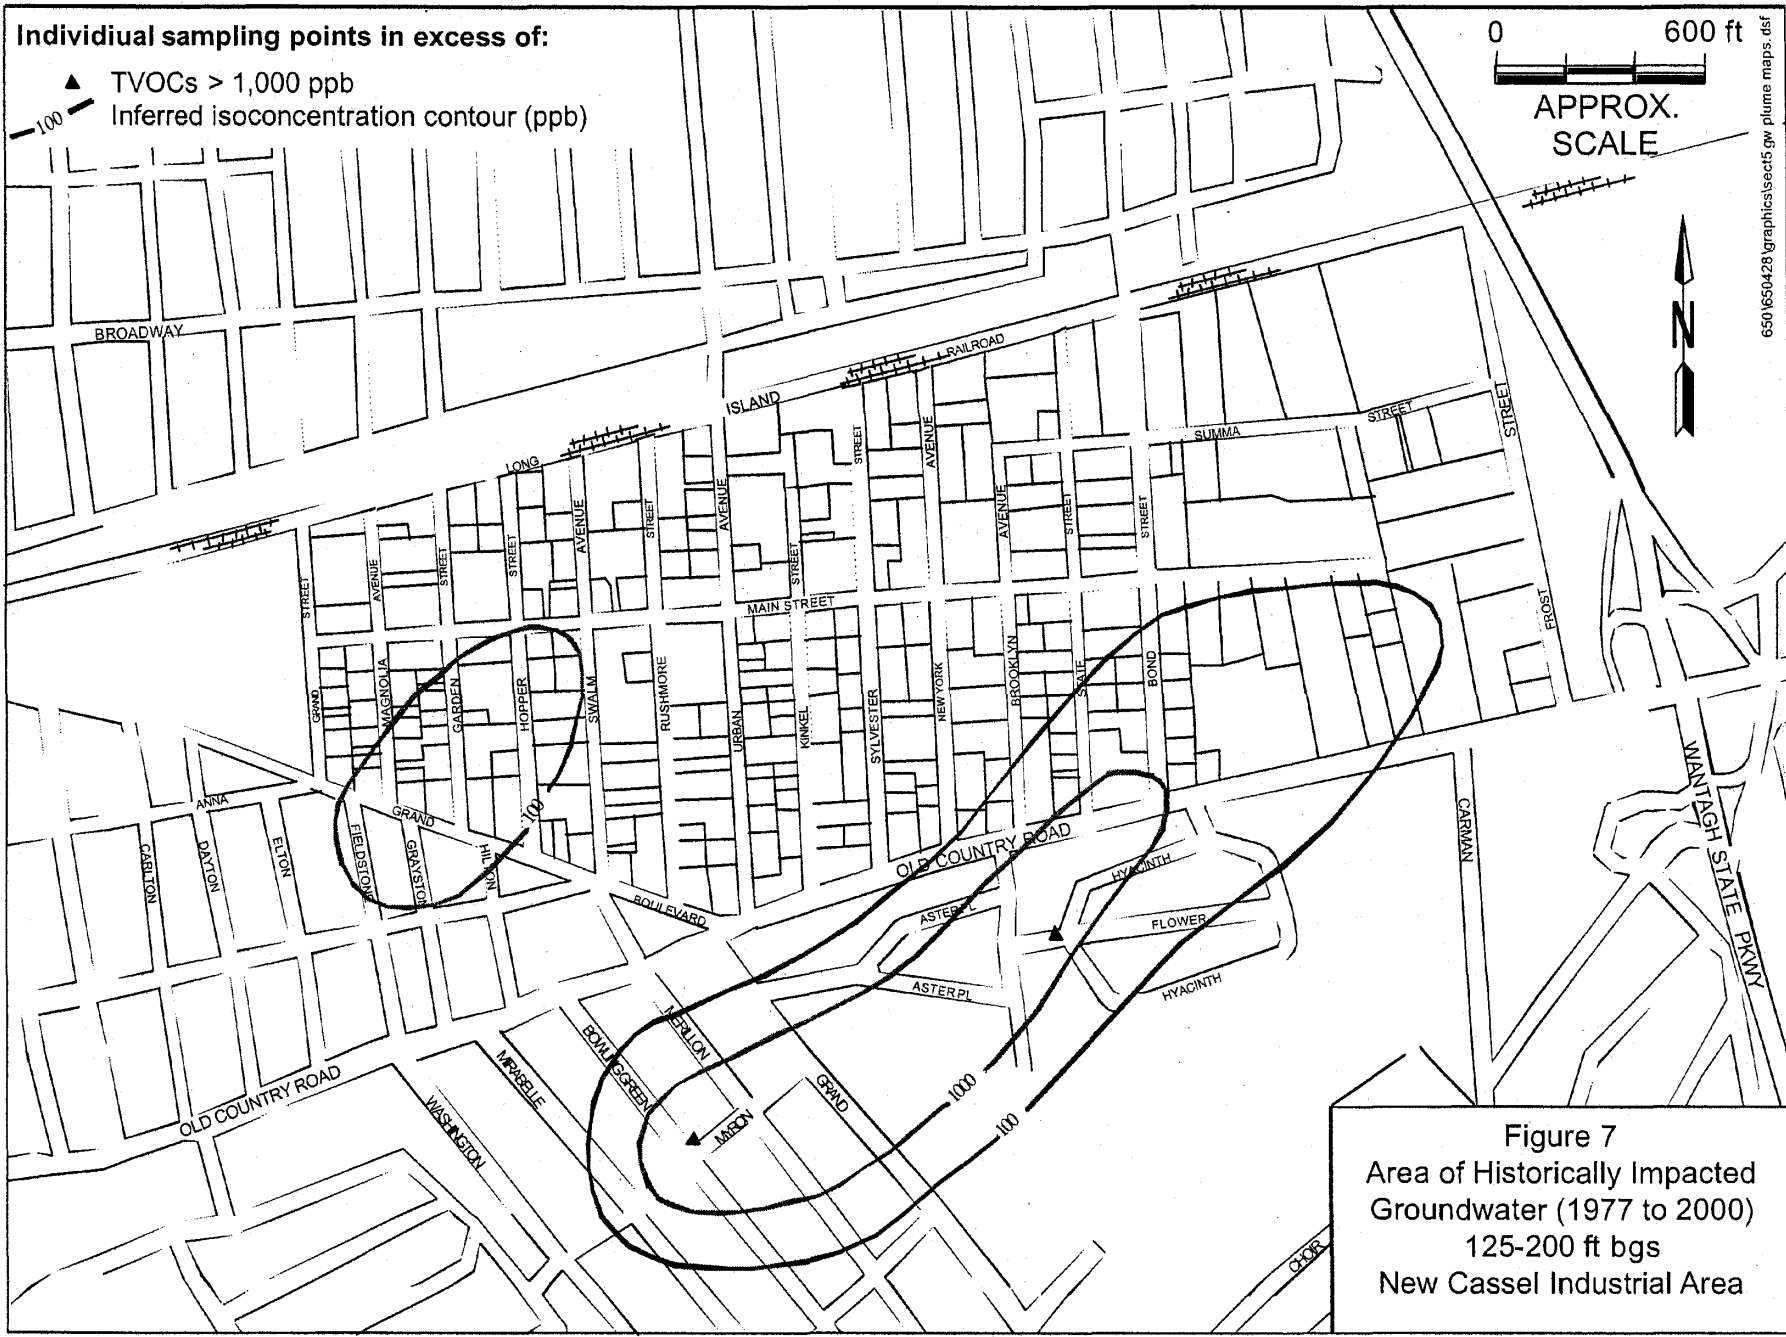 Individiual sampling points in excess of:
TVOCs > 1,000 ppb
100
Inferred isoconcentration contour (ppb)
0 600 ft
APPROX.
SCALE
650\650428\graphics\sect5 gw plume maps.dsf
N
BROADWAY
LONG
ISLAND
RAILROAD
SUMMA
STREET
STREET
FROST
STREET
AVENUE
STREET
STREET
AVENUE
STREET
AVENUE
STREET
STREET
AVENUE
AVENUE
STREET
STREET
MAIN STREET
GRAND
MAGNOLIA
GARDEN
HOPPER
SWALM
RUSHMORE
URBAN
KINKEL
SYLVESTER
NEW YORK
BROOKLYN
STATE
BOND
100
ANNA
GRAND
BOULEVARD
CARLTON
DAYTON
ELTON
FIELDSTONE
GRAYSTON
HILTON
OLD COUNTRY ROAD
HYACINTH
ASTER PL
FLOWER
ASTER PL
HYACINTH
CARMAN
WANTAGH STATE PKWY
MERILLON
BOWLING GREEN
MIRABELLE
WASHINGTON
OLD COUNTRY ROAD
GRAND
MYRON
1000
100
CHOIR
Figure 7
Area of Historically Impacted
Groundwater (1977 to 2000)
125-200 ft bgs
New Cassel Industrial Area